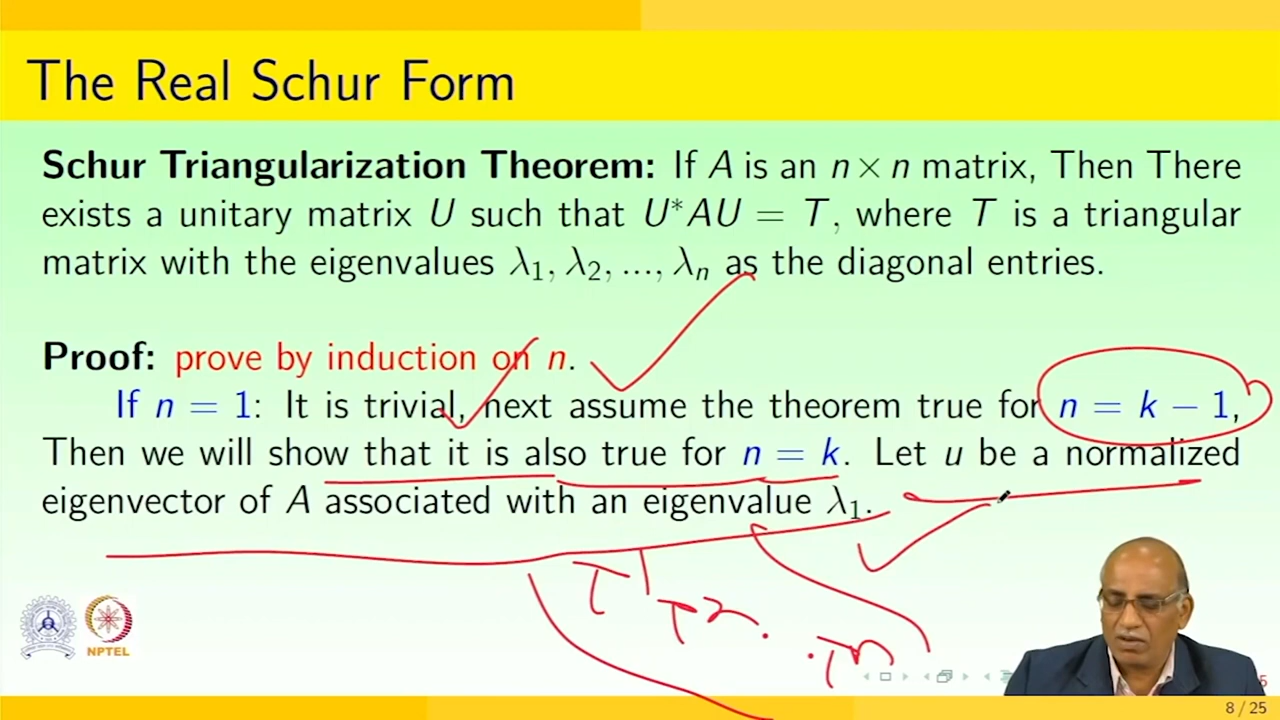 The Real Schur Form
Schur Triangularization Theorem: If A is an n × n matrix, Then There
exists a unitary matrix U such that U*AU = T, where T is a triangular
matrix with the eigenvalues λ₁, λ₂, ..., λₙ as the diagonal entries.
Proof: prove by induction on n.
If n = 1: It is trivial, next assume the theorem true for n = k − 1,
Then we will show that it is also true for n = k. Let u be a normalized
eigenvector of A associated with an eigenvalue λ₁.
NPTEL
8 / 25